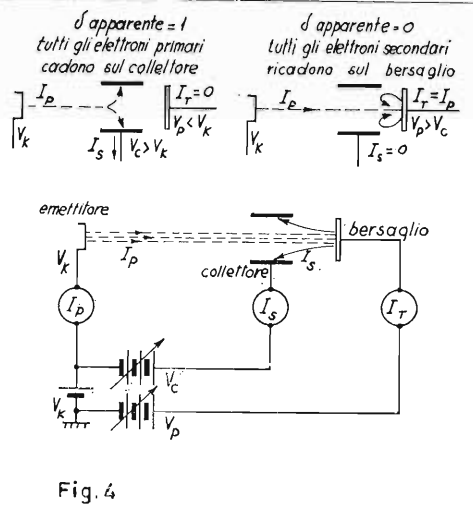 δ apparente = 1
tutti gli elettroni primari
cadono sul collettore
I_p
I_T = 0
V_P < V_K
V_K
I_s
V_C > V_K
δ apparente = 0
tutti gli elettroni secondari
ricadono sul bersaglio
I_P
I_T = I_P
V_P > V_C
V_K
I_s = 0
emettitore
bersaglio
V_K
I_P
I_s
collettore
I_P
I_s
I_T
V_C
V_K
V_P
Fig. 4